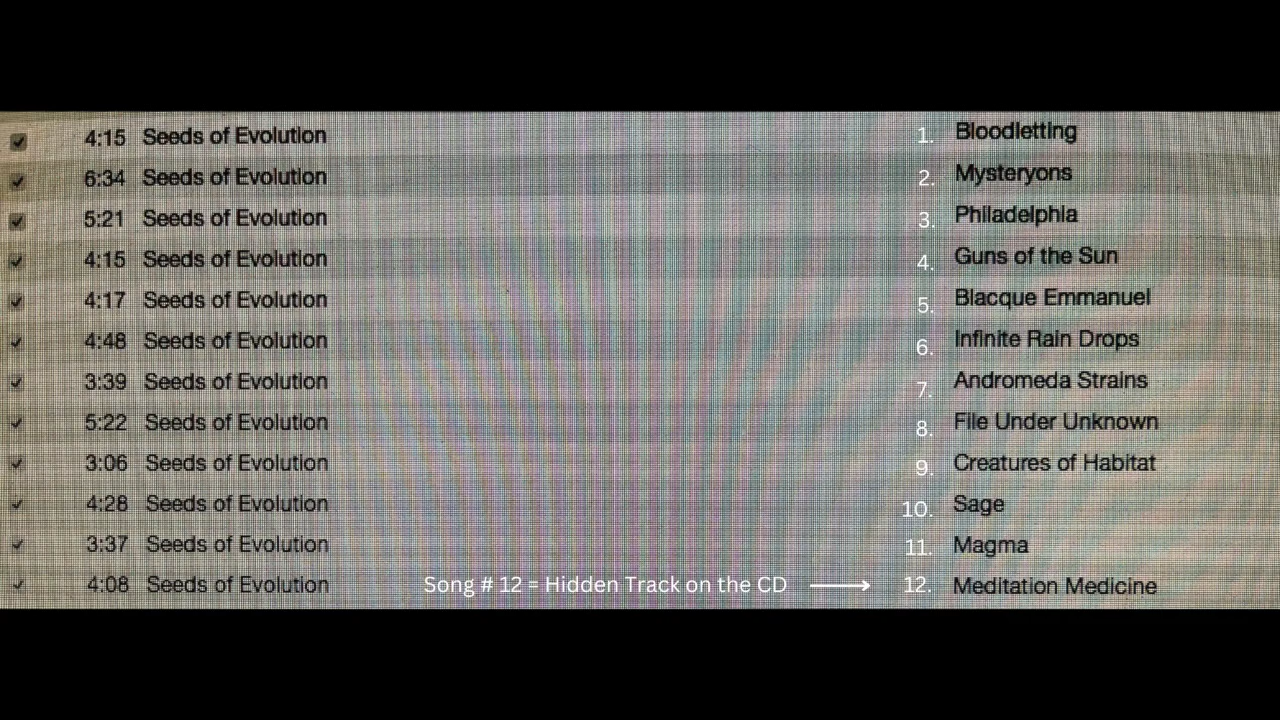 4:15 Seeds of Evolution 1. Bloodletting
6:34 Seeds of Evolution 2. Mysteryons
5:21 Seeds of Evolution 3. Philadelphia
4:15 Seeds of Evolution 4. Guns of the Sun
4:17 Seeds of Evolution 5. Blacque Emmanuel
4:48 Seeds of Evolution 6. Infinite Rain Drops
3:39 Seeds of Evolution 7. Andromeda Strains
5:22 Seeds of Evolution 8. File Under Unknown
3:06 Seeds of Evolution 9. Creatures of Habitat
4:28 Seeds of Evolution 10. Sage
3:37 Seeds of Evolution 11. Magma
4:08 Seeds of Evolution Song # 12 = Hidden Track on the CD 12. Meditation Medicine